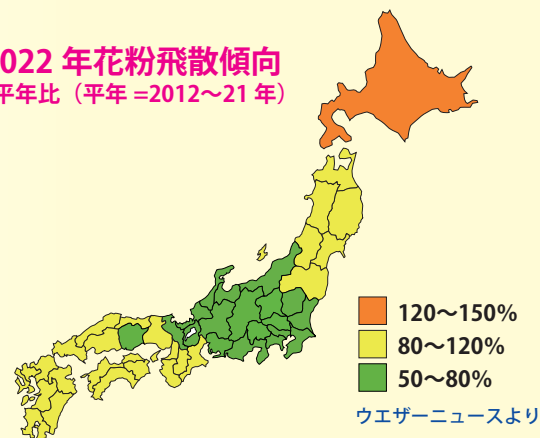 022 年花粉飛散傾向
平年比（平年 =2012～21 年）
120～150%
80～120%
50～80%
ウエザーニュースより